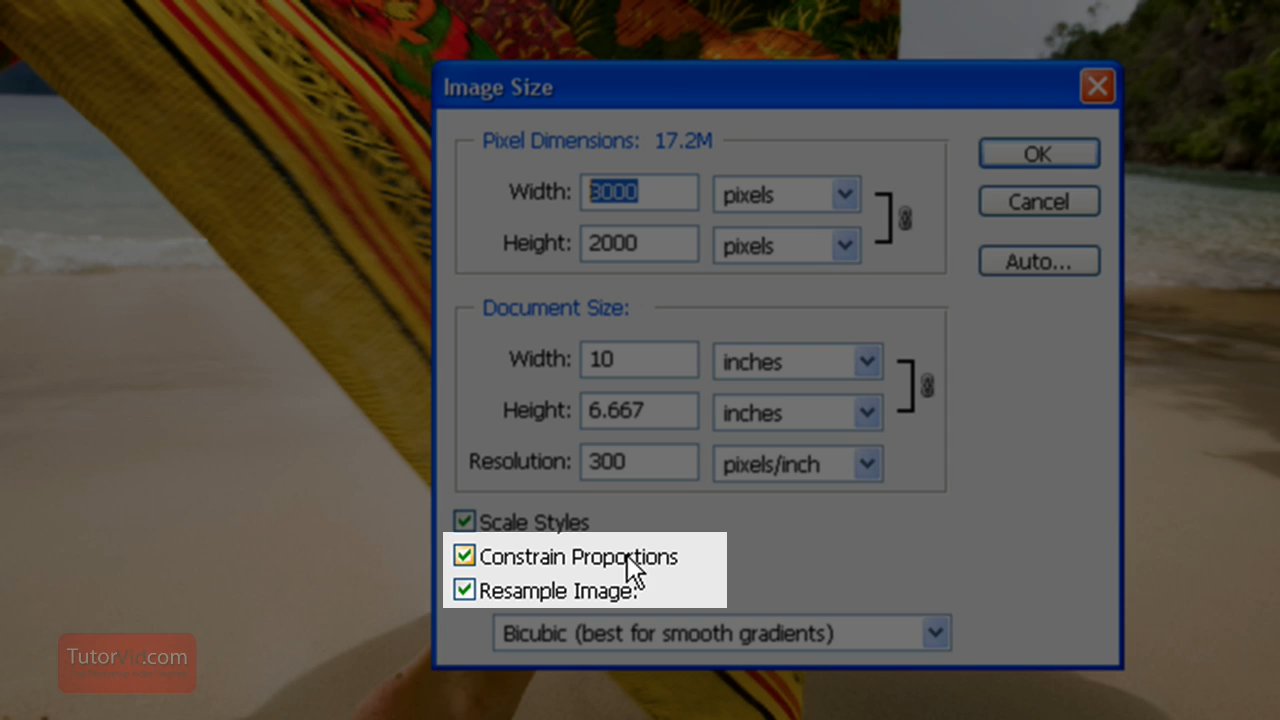 Image Size
Pixel Dimensions: 17.2M
Width: 3000 pixels
Height: 2000 pixels
OK
Cancel
Auto...
Document Size:
Width: 10 inches
Height: 6.667 inches
Resolution: 300 pixels/inch
Scale Styles
Constrain Proportions
Resample Image:
Bicubic (best for smooth gradients)
TutorVid.com